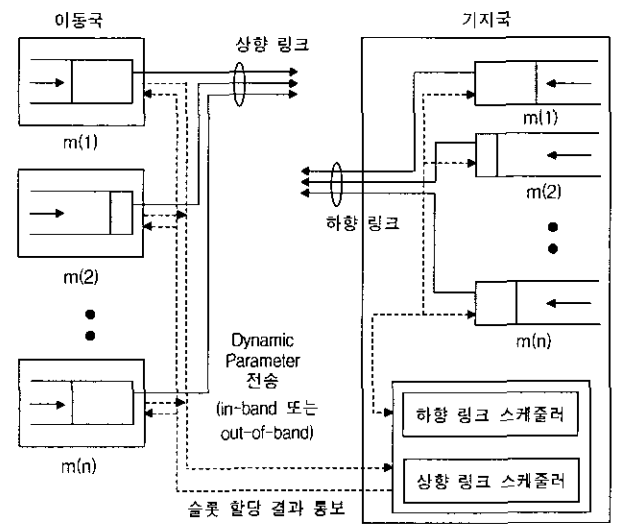 이동국
기지국
상향 링크
m(1)
m(1)
m(2)
하향 링크
m(2)
m(n)
Dynamic
Parameter
전송
(in-band 또는
out-of-band)
하향 링크 스케줄러
m(n)
상향 링크 스케줄러
슬롯 할당 결과 통보